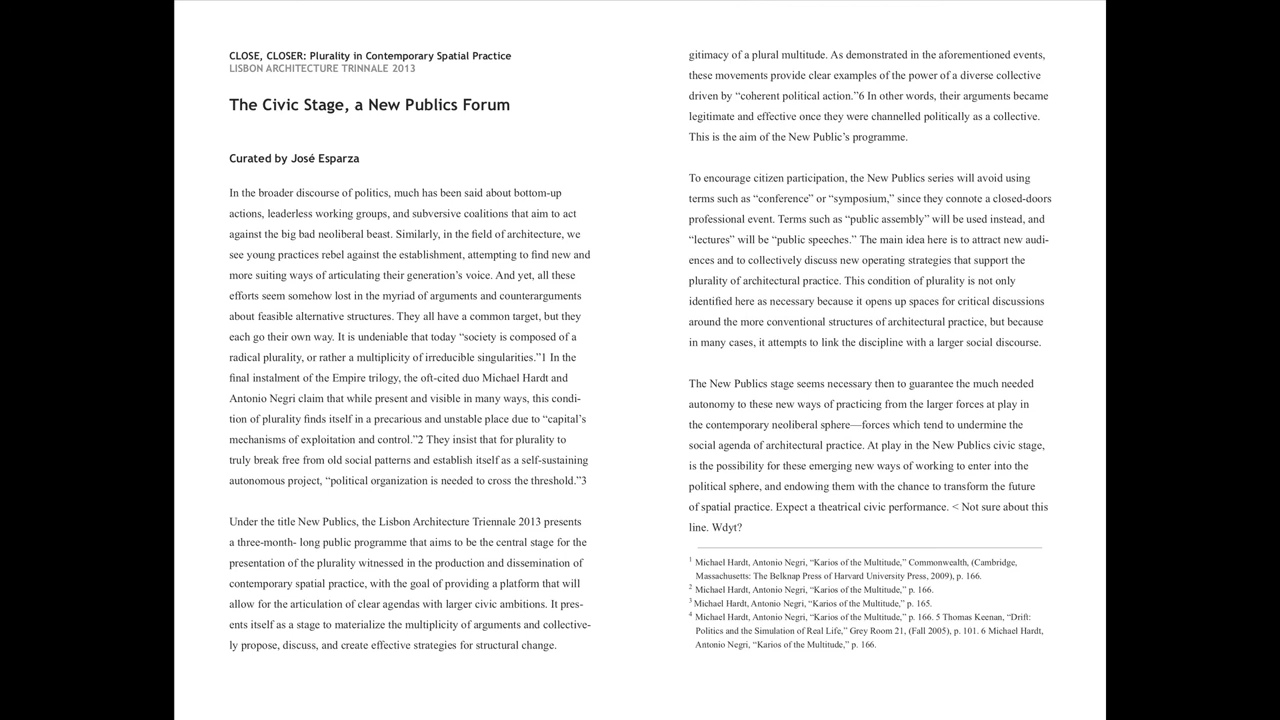 CLOSE, CLOSER: Plurality in Contemporary Spatial Practice
LISBON ARCHITECTURE TRINNALE 2013
The Civic Stage, a New Publics Forum
Curated by José Esparza
In the broader discourse of politics, much has been said about bottom-up
actions, leaderless working groups, and subversive coalitions that aim to act
against the big bad neoliberal beast. Similarly, in the field of architecture, we
see young practices rebel against the establishment, attempting to find new and
more suiting ways of articulating their generation's voice. And yet, all these
efforts seem somehow lost in the myriad of arguments and counterarguments
about feasible alternative structures. They all have a common target, but they
each go their own way. It is undeniable that today “society is composed of a
radical plurality, or rather a multiplicity of irreducible singularities.”1 In the
final instalment of the Empire trilogy, the oft-cited duo Michael Hardt and
Antonio Negri claim that while present and visible in many ways, this condi-
tion of plurality finds itself in a precarious and unstable place due to “capital's
mechanisms of exploitation and control.”2 They insist that for plurality to
truly break free from old social patterns and establish itself as a self-sustaining
autonomous project, “political organization is needed to cross the threshold.”3
Under the title New Publics, the Lisbon Architecture Triennale 2013 presents
a three-month- long public programme that aims to be the central stage for the
presentation of the plurality witnessed in the production and dissemination of
contemporary spatial practice, with the goal of providing a platform that will
allow for the articulation of clear agendas with larger civic ambitions. It pres-
ents itself as a stage to materialize the multiplicity of arguments and collective-
ly propose, discuss, and create effective strategies for structural change.
gitimacy of a plural multitude. As demonstrated in the aforementioned events,
these movements provide clear examples of the power of a diverse collective
driven by “coherent political action.”6 In other words, their arguments became
legitimate and effective once they were channelled politically as a collective.
This is the aim of the New Public's programme.
To encourage citizen participation, the New Publics series will avoid using
terms such as “conference” or “symposium,” since they connote a closed-doors
professional event. Terms such as “public assembly” will be used instead, and
“lectures” will be “public speeches.” The main idea here is to attract new audi-
ences and to collectively discuss new operating strategies that support the
plurality of architectural practice. This condition of plurality is not only
identified here as necessary because it opens up spaces for critical discussions
around the more conventional structures of architectural practice, but because
in many cases, it attempts to link the discipline with a larger social discourse.
The New Publics stage seems necessary then to guarantee the much needed
autonomy to these new ways of practicing from the larger forces at play in
the contemporary neoliberal sphere—forces which tend to undermine the
social agenda of architectural practice. At play in the New Publics civic stage,
is the possibility for these emerging new ways of working to enter into the
political sphere, and endowing them with the chance to transform the future
of spatial practice. Expect a theatrical civic performance. < Not sure about this
line. Wdyt?
1 Michael Hardt, Antonio Negri, “Karios of the Multitude,” Commonwealth, (Cambridge,
Massachusetts: The Belknap Press of Harvard University Press, 2009), p. 166.
2 Michael Hardt, Antonio Negri, “Karios of the Multitude,” p. 166.
3 Michael Hardt, Antonio Negri, “Karios of the Multitude,” p. 165.
4 Michael Hardt, Antonio Negri, “Karios of the Multitude,” p. 166. 5 Thomas Keenan, “Drift:
Politics and the Simulation of Real Life,” Grey Room 21, (Fall 2005), p. 101. 6 Michael Hardt,
Antonio Negri, “Karios of the Multitude,” p. 166.